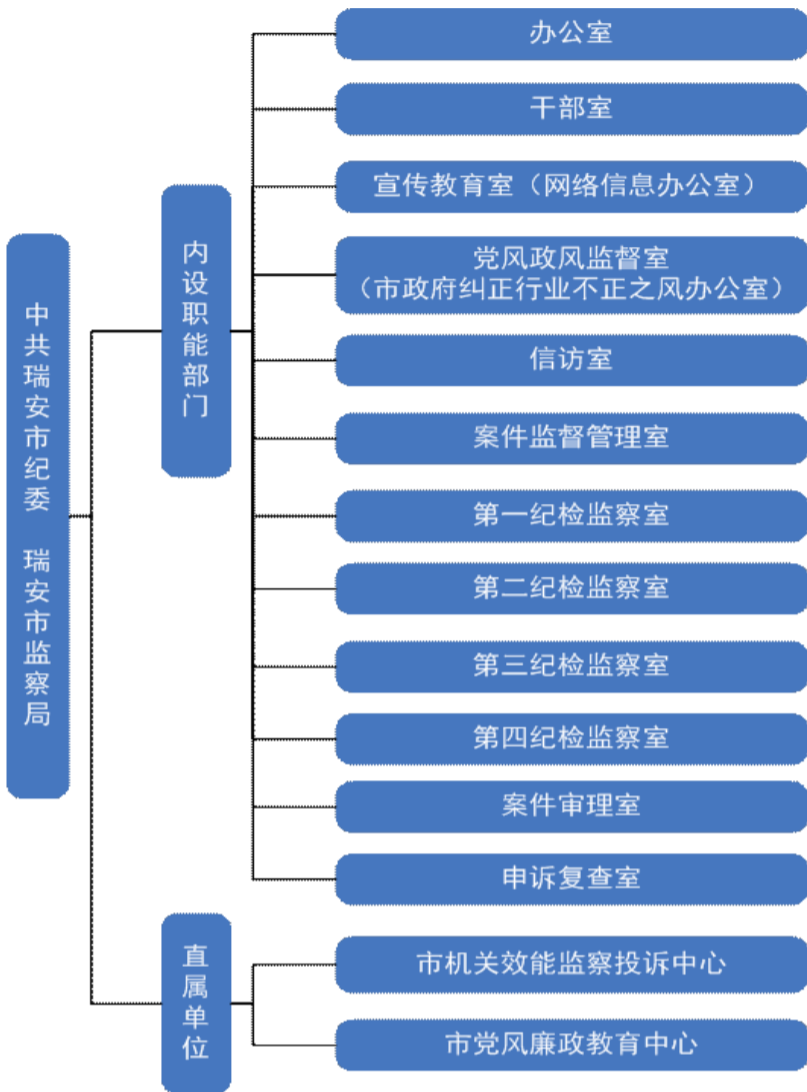 中共瑞安市纪委 瑞安市监察局
内设职能部门
办公室
干部室
宣传教育室（网络信息办公室）
党风政风监督室
（市政府纠正行业不正之风办公室）
信访室
案件监督管理室
第一纪检监察室
第二纪检监察室
第三纪检监察室
第四纪检监察室
案件审理室
申诉复查室
直属单位
市机关效能监察投诉中心
市党风廉政教育中心